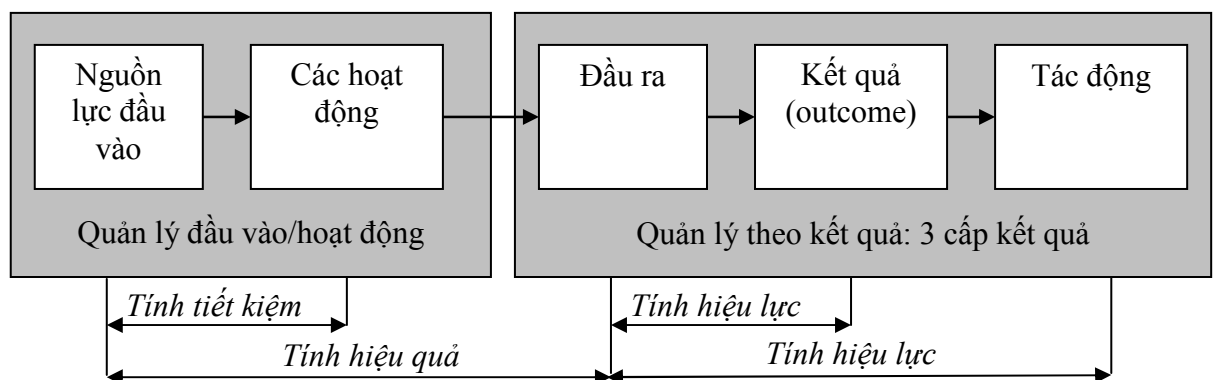 Nguồn
lực đầu
vào
Các hoạt
động
Đầu ra
Kết quả
(outcome)
Tác động
Quản lý đầu vào/hoạt động
Quản lý theo kết quả: 3 cấp kết quả
Tính tiết kiệm
Tính hiệu lực
Tính hiệu quả
Tính hiệu lực